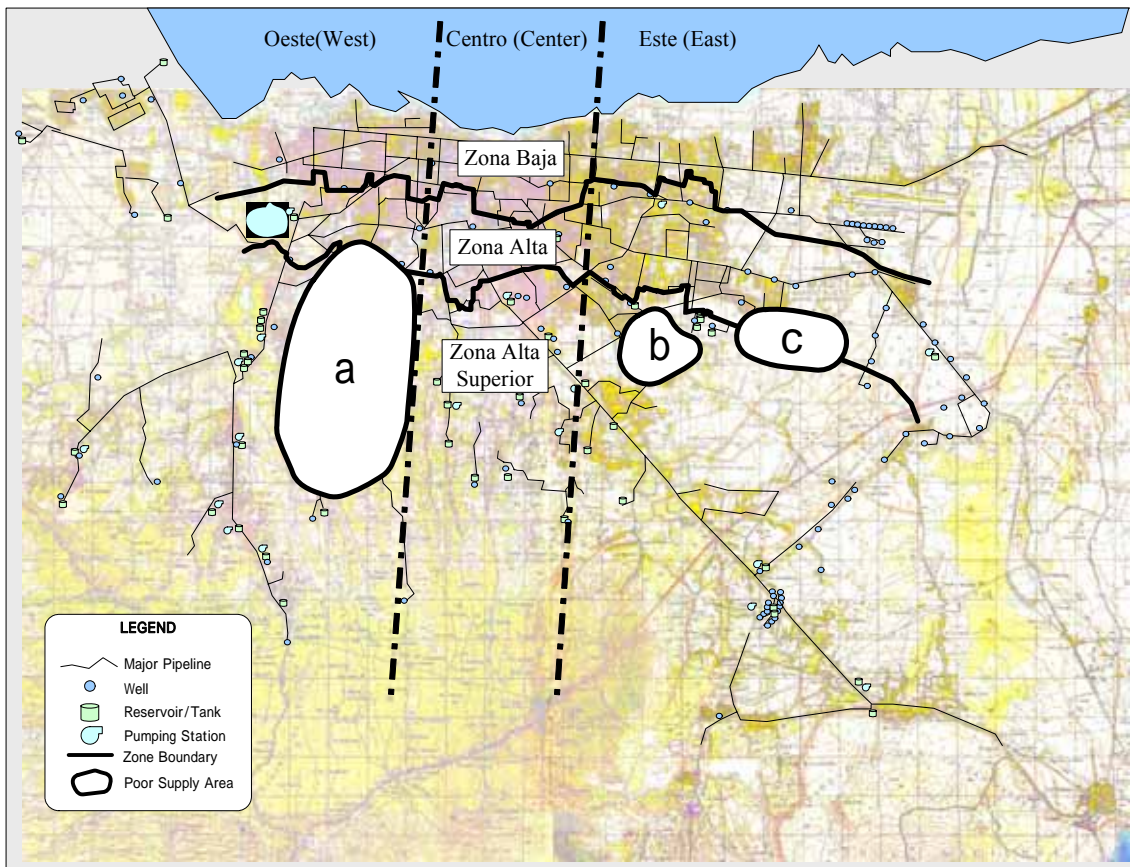 Oeste(West)
Centro (Center)
Este (East)
Zona Baja
Zona Alta
Zona Alta
Superior
a
b
c
LEGEND
Major Pipeline
Well
Reservoir/Tank
Pumping Station
Zone Boundary
Poor Supply Area